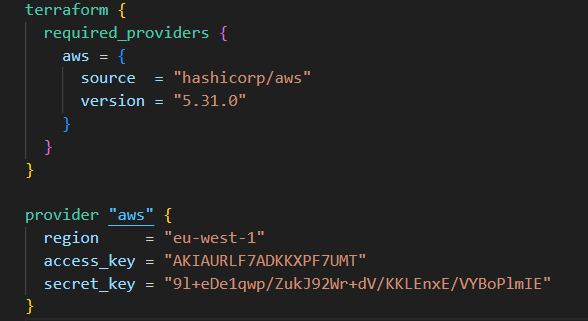 terraform {
required_providers {
aws = {
source = "hashicorp/aws"
version = "5.31.0"
}
}
}
provider "aws" {
region = "eu-west-1"
access_key = "AKIAURLF7ADKKXPF7UMT"
secret_key = "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"
}